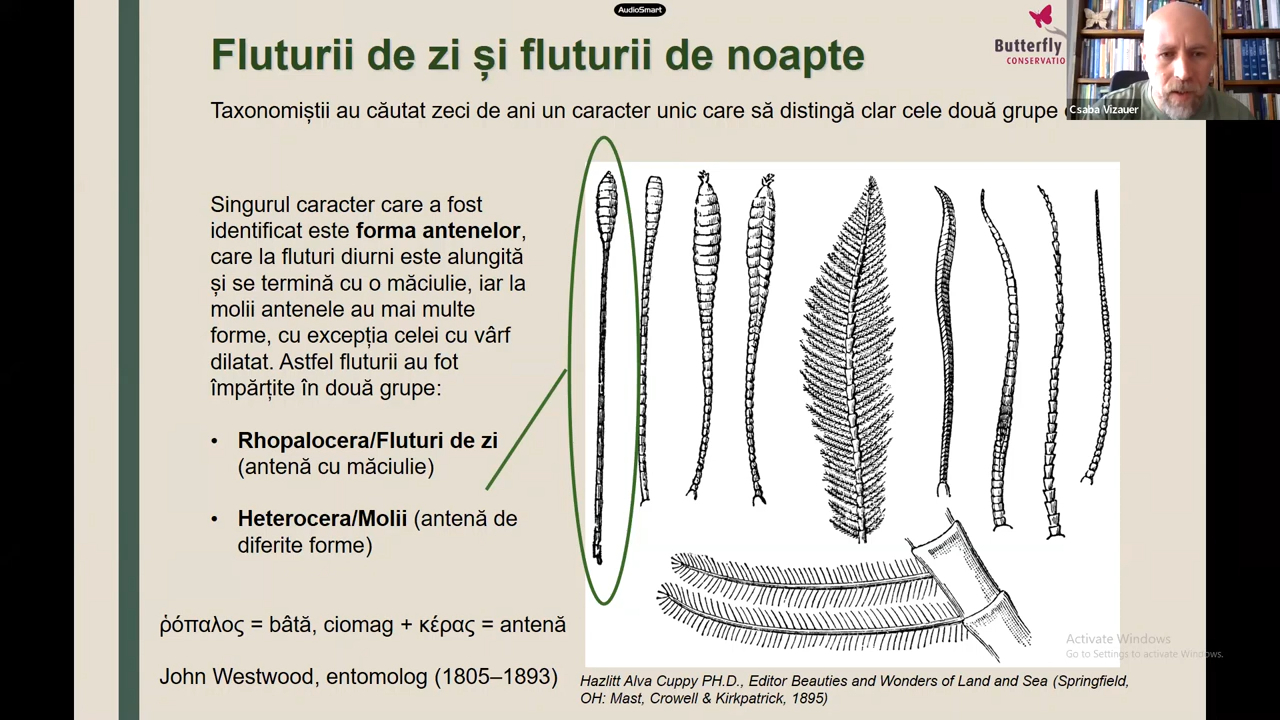 AudioSmart
Fluturii de zi și fluturii de noapte
Butterfly
CONSERVATIO
Csaba Vizauer
Taxonomiștii au căutat zeci de ani un caracter unic care să distingă clar cele două grupe
Singurul caracter care a fost
identificat este forma antenelor,
care la fluturi diurni este alungită
și se termină cu o măciulie, iar la
molii antenele au mai multe
forme, cu excepția celei cu vârf
dilatat. Astfel fluturii au fost
împărțite în două grupe:
• Rhopalocera/Fluturi de zi
(antenă cu măciulie)
• Heterocera/Molii (antenă de
diferite forme)
ῥόπαλος = bâtă, ciomag + κέρας = antenă
John Westwood, entomolog (1805–1893)
Hazlitt Alva Cuppy PH.D., Editor Beauties and Wonders of Land and Sea (Springfield,
OH: Mast, Crowell & Kirkpatrick, 1895)
Activate Windows
Go to Settings to activate Windows.